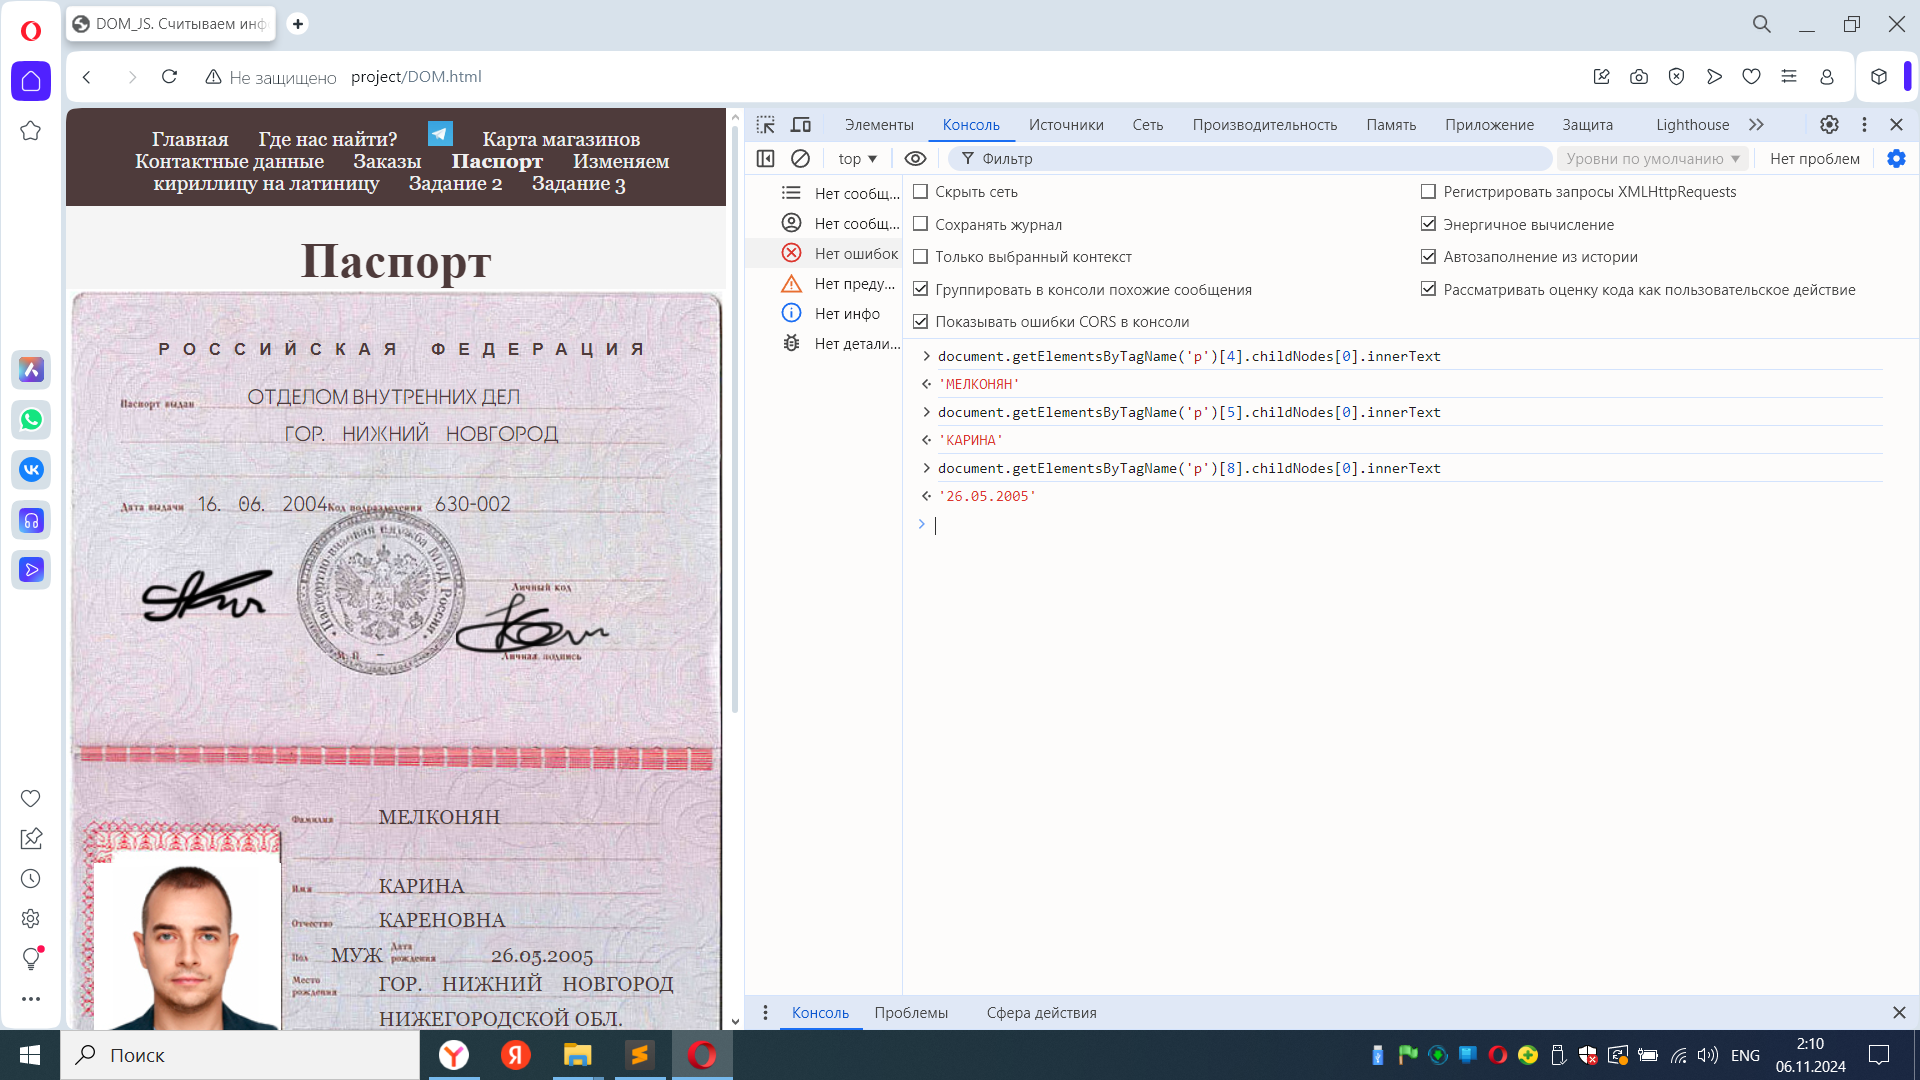 DOM_JS. Считываем инф
Не защищено project/DOM.html
Главная Где нас найти? Карта магазинов
Контактные данные Заказы Паспорт Изменяем
кириллицу на латиницу Задание 2 Задание 3
Паспорт
РОССИЙСКАЯ ФЕДЕРАЦИЯ
Паспорт выдан ОТДЕЛОМ ВНУТРЕННИХ ДЕЛ
ГОР. НИЖНИЙ НОВГОРОД
Дата выдачи 16. 06. 2004 Код подразделения 630-002
Паспортно-визовая служба МВД России
Личный код
М. П.
Личная подпись
Фамилия МЕЛКОНЯН
Имя КАРИНА
Отчество КАРЕНОВНА
Пол МУЖ Дата рождения 26.05.2005
Место рождения ГОР. НИЖНИЙ НОВГОРОД
НИЖЕГОРОДСКОЙ ОБЛ.
Элементы Консоль Источники Сеть Производительность Память Приложение Защита Lighthouse
top Фильтр Уровни по умолчанию Нет проблем
Нет сообщ...
Нет сообщ...
Нет ошибок
Нет преду...
Нет инфо
Нет детали...
Скрыть сеть
Сохранять журнал
Только выбранный контекст
Группировать в консоли похожие сообщения
Показывать ошибки CORS в консоли
Регистрировать запросы XMLHttpRequests
Энергичное вычисление
Автозаполнение из истории
Рассматривать оценку кода как пользовательское действие
document.getElementsByTagName('p')[4].childNodes[0].innerText
'МЕЛКОНЯН'
document.getElementsByTagName('p')[5].childNodes[0].innerText
'КАРИНА'
document.getElementsByTagName('p')[8].childNodes[0].innerText
'26.05.2005'
Консоль Проблемы Сфера действия
Поиск
ENG
2:10
06.11.2024